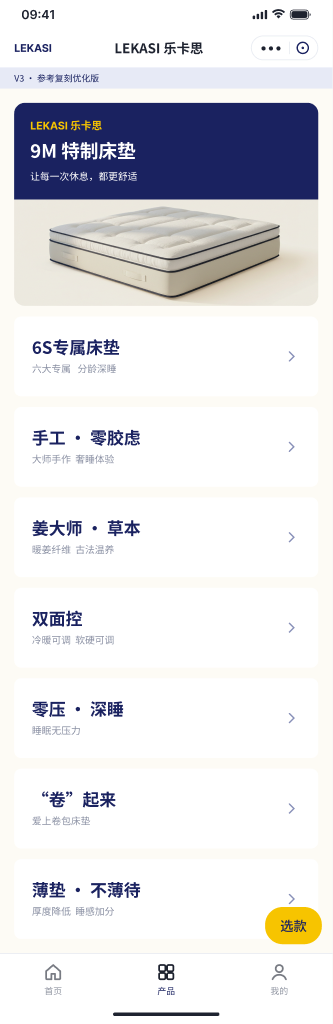 09:41
LEKASI
LEKASI 乐卡思
V3 · 参考复刻优化版
LEKASI 乐卡思
9M 特制床垫
让每一次休息，都更舒适
6S专属床垫
六大专属 分龄深睡
手工 · 零胶虑
大师手作 奢睡体验
姜大师 · 草本
暖姜纤维 古法温养
双面控
冷暖可调 软硬可调
零压 · 深睡
睡眠无压力
“卷”起来
爱上卷包床垫
薄垫 · 不薄待
厚度降低 睡感加分
选款
首页
产品
我的